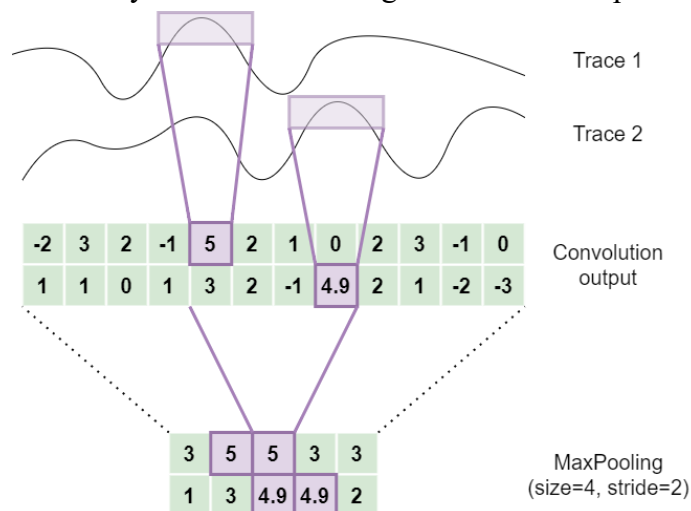 Trace 1
Trace 2
-2 3 2 -1 5 2 1 0 2 3 -1 0
1 1 0 1 3 2 -1 4.9 2 1 -2 -3
Convolution
output
3 5 5 3 3
1 3 4.9 4.9 2
MaxPooling
(size=4, stride=2)